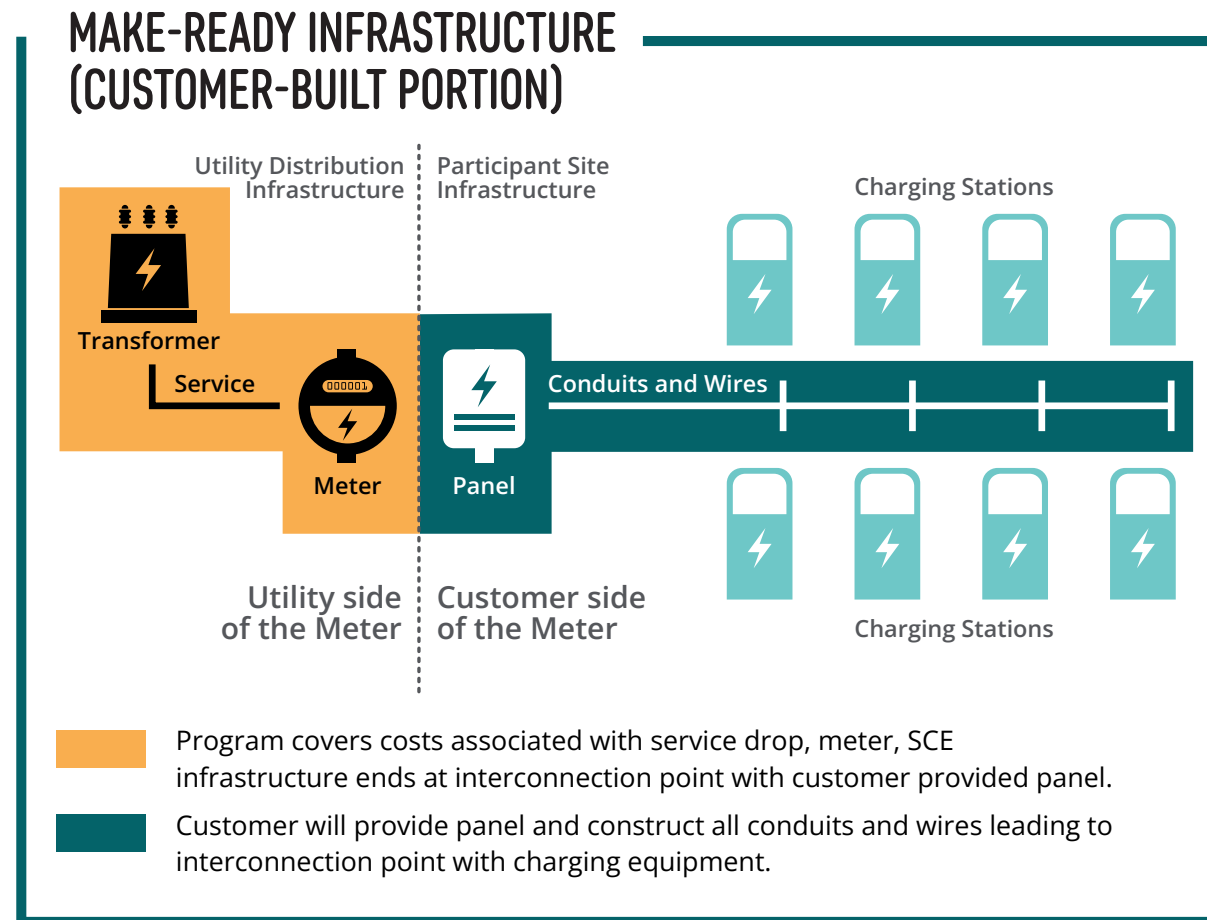 MAKE-READY INFRASTRUCTURE
(CUSTOMER-BUILT PORTION)
Utility Distribution
Infrastructure
Participant Site
Infrastructure
Charging Stations
Transformer
Service
000001
Conduits and Wires
Meter
Panel
Utility side
of the Meter
Customer side
of the Meter
Charging Stations
Program covers costs associated with service drop, meter, SCE
infrastructure ends at interconnection point with customer provided panel.
Customer will provide panel and construct all conduits and wires leading to
interconnection point with charging equipment.